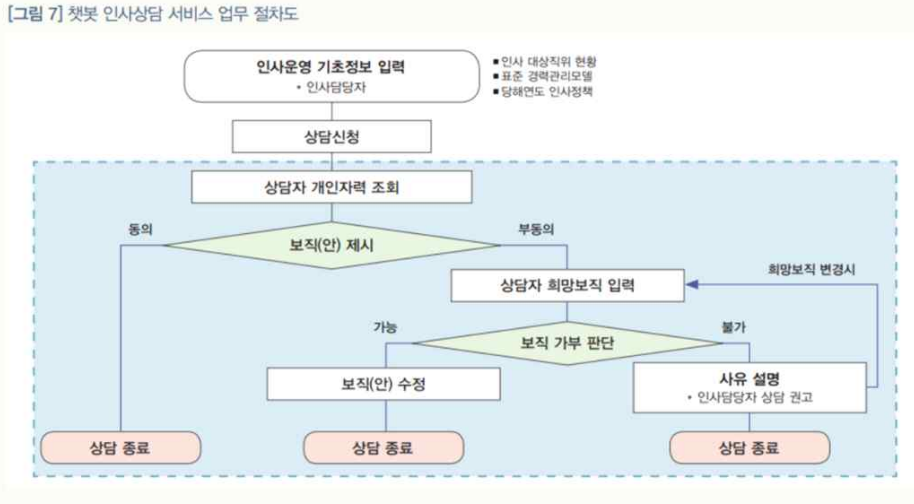 [그림 7] 챗봇 인사상담 서비스 업무 절차도
인사운영 기초정보 입력
• 인사담당자
■ 인사 대상직위 현황
■ 표준 경력관리모델
■ 당해연도 인사정책
상담신청
상담자 개인자력 조회
동의
보직(안) 제시
부동의
상담자 희망보직 입력
희망보직 변경시
가능
보직 가부 판단
불가
보직(안) 수정
사유 설명
• 인사담당자 상담 권고
상담 종료
상담 종료
상담 종료